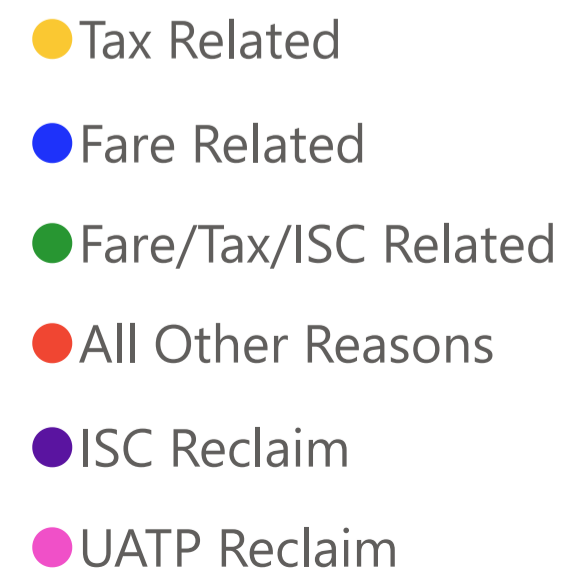 Tax Related
Fare Related
Fare/Tax/ISC Related
All Other Reasons
ISC Reclaim
UATP Reclaim